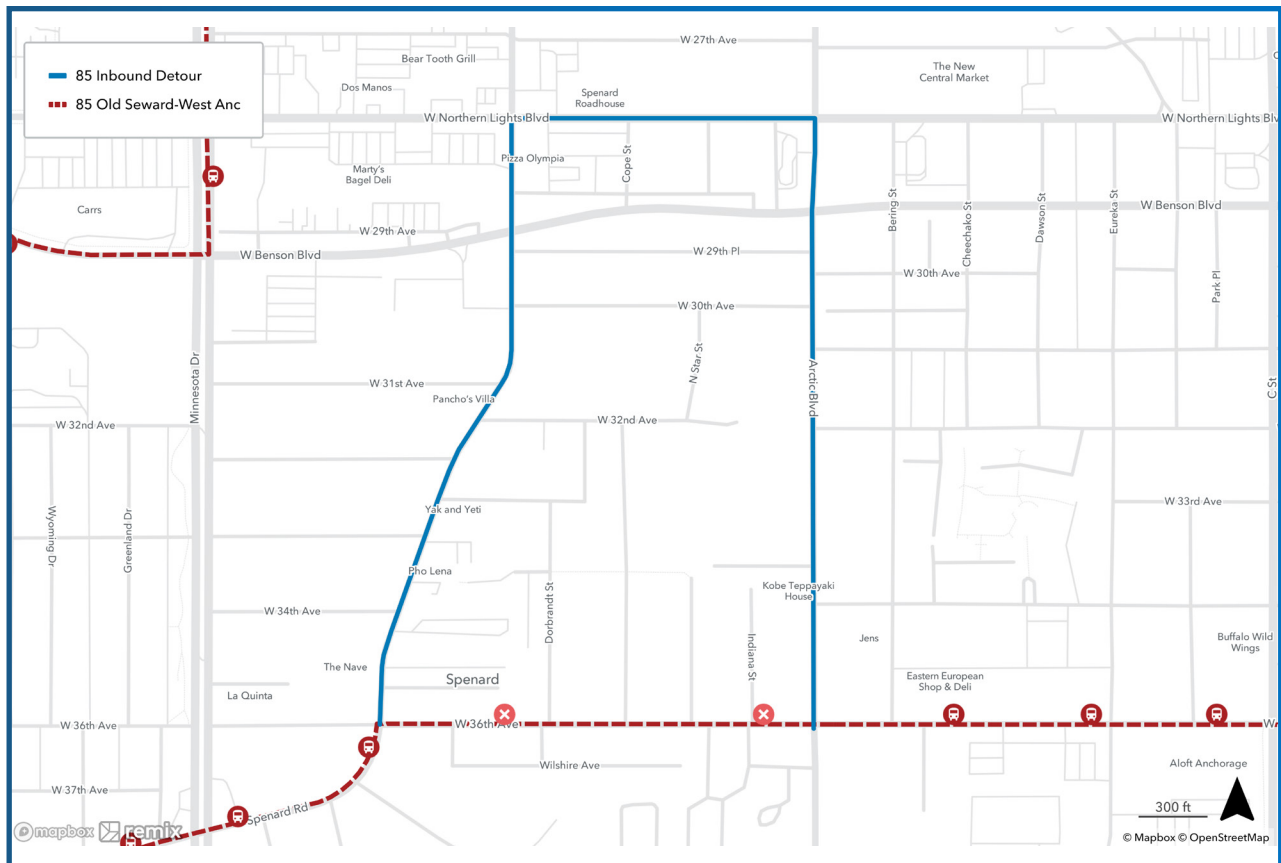 85 Inbound Detour
85 Old Seward-West Anc
W 27th Ave
Bear Tooth Grill
The New
Central Market
Dos Manos
Spenard
Roadhouse
W Northern Lights Blvd
W Northern Lights Blv
Pizza Olympia
Cope St
Marty's
Bagel Deli
Carrs
Bering St
Cheechako St
Dawson St
Eureka St
W Benson Blvd
W 29th Ave
W Benson Blvd
W 29th Pl
W 30th Ave
Park Pl
W 30th Ave
N Star St
Minnesota Dr
W 31st Ave
Pancho's Villa
Arctic Blvd
C St
W 32nd Ave
W 32nd Ave
W 33rd Ave
Wyoming Dr
Greenland Dr
Yak and Yeti
Pho Lena
Kobe Teppayaki
House
W 34th Ave
Dorbrandt St
Indiana St
Jens
Buffalo Wild
Wings
The Nave
La Quinta
Spenard
Eastern European
Shop & Deli
W 36th Ave
W 36th Ave
W
Wilshire Ave
Aloft Anchorage
W 37th Ave
Spenard Rd
300 ft
mapbox remix
© Mapbox © OpenStreetMap